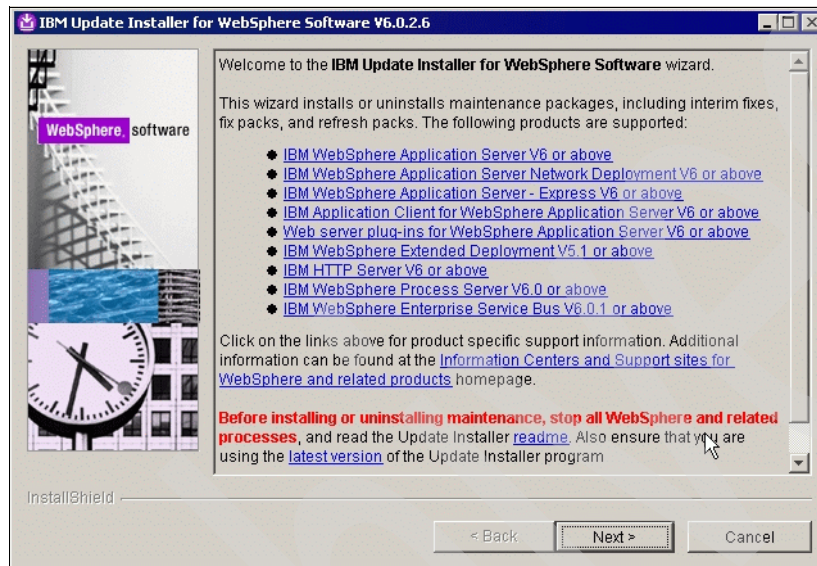 IBM Update Installer for WebSphere Software V6.0.2.6
WebSphere. software
Welcome to the IBM Update Installer for WebSphere Software wizard.
This wizard installs or uninstalls maintenance packages, including interim fixes,
fix packs, and refresh packs. The following products are supported:
IBM WebSphere Application Server V6 or above
IBM WebSphere Application Server Network Deployment V6 or above
IBM WebSphere Application Server - Express V6 or above
IBM Application Client for WebSphere Application Server V6 or above
Web server plug-ins for WebSphere Application Server V6 or above
IBM WebSphere Extended Deployment V5.1 or above
IBM HTTP Server V6 or above
IBM WebSphere Process Server V6.0 or above
IBM WebSphere Enterprise Service Bus V6.0.1 or above
Click on the links above for product specific support information. Additional
information can be found at the Information Centers and Support sites for
WebSphere and related products homepage.
Before installing or uninstalling maintenance, stop all WebSphere and related
processes, and read the Update Installer readme. Also ensure that you are
using the latest version of the Update Installer program
InstallShield
< Back
Next >
Cancel